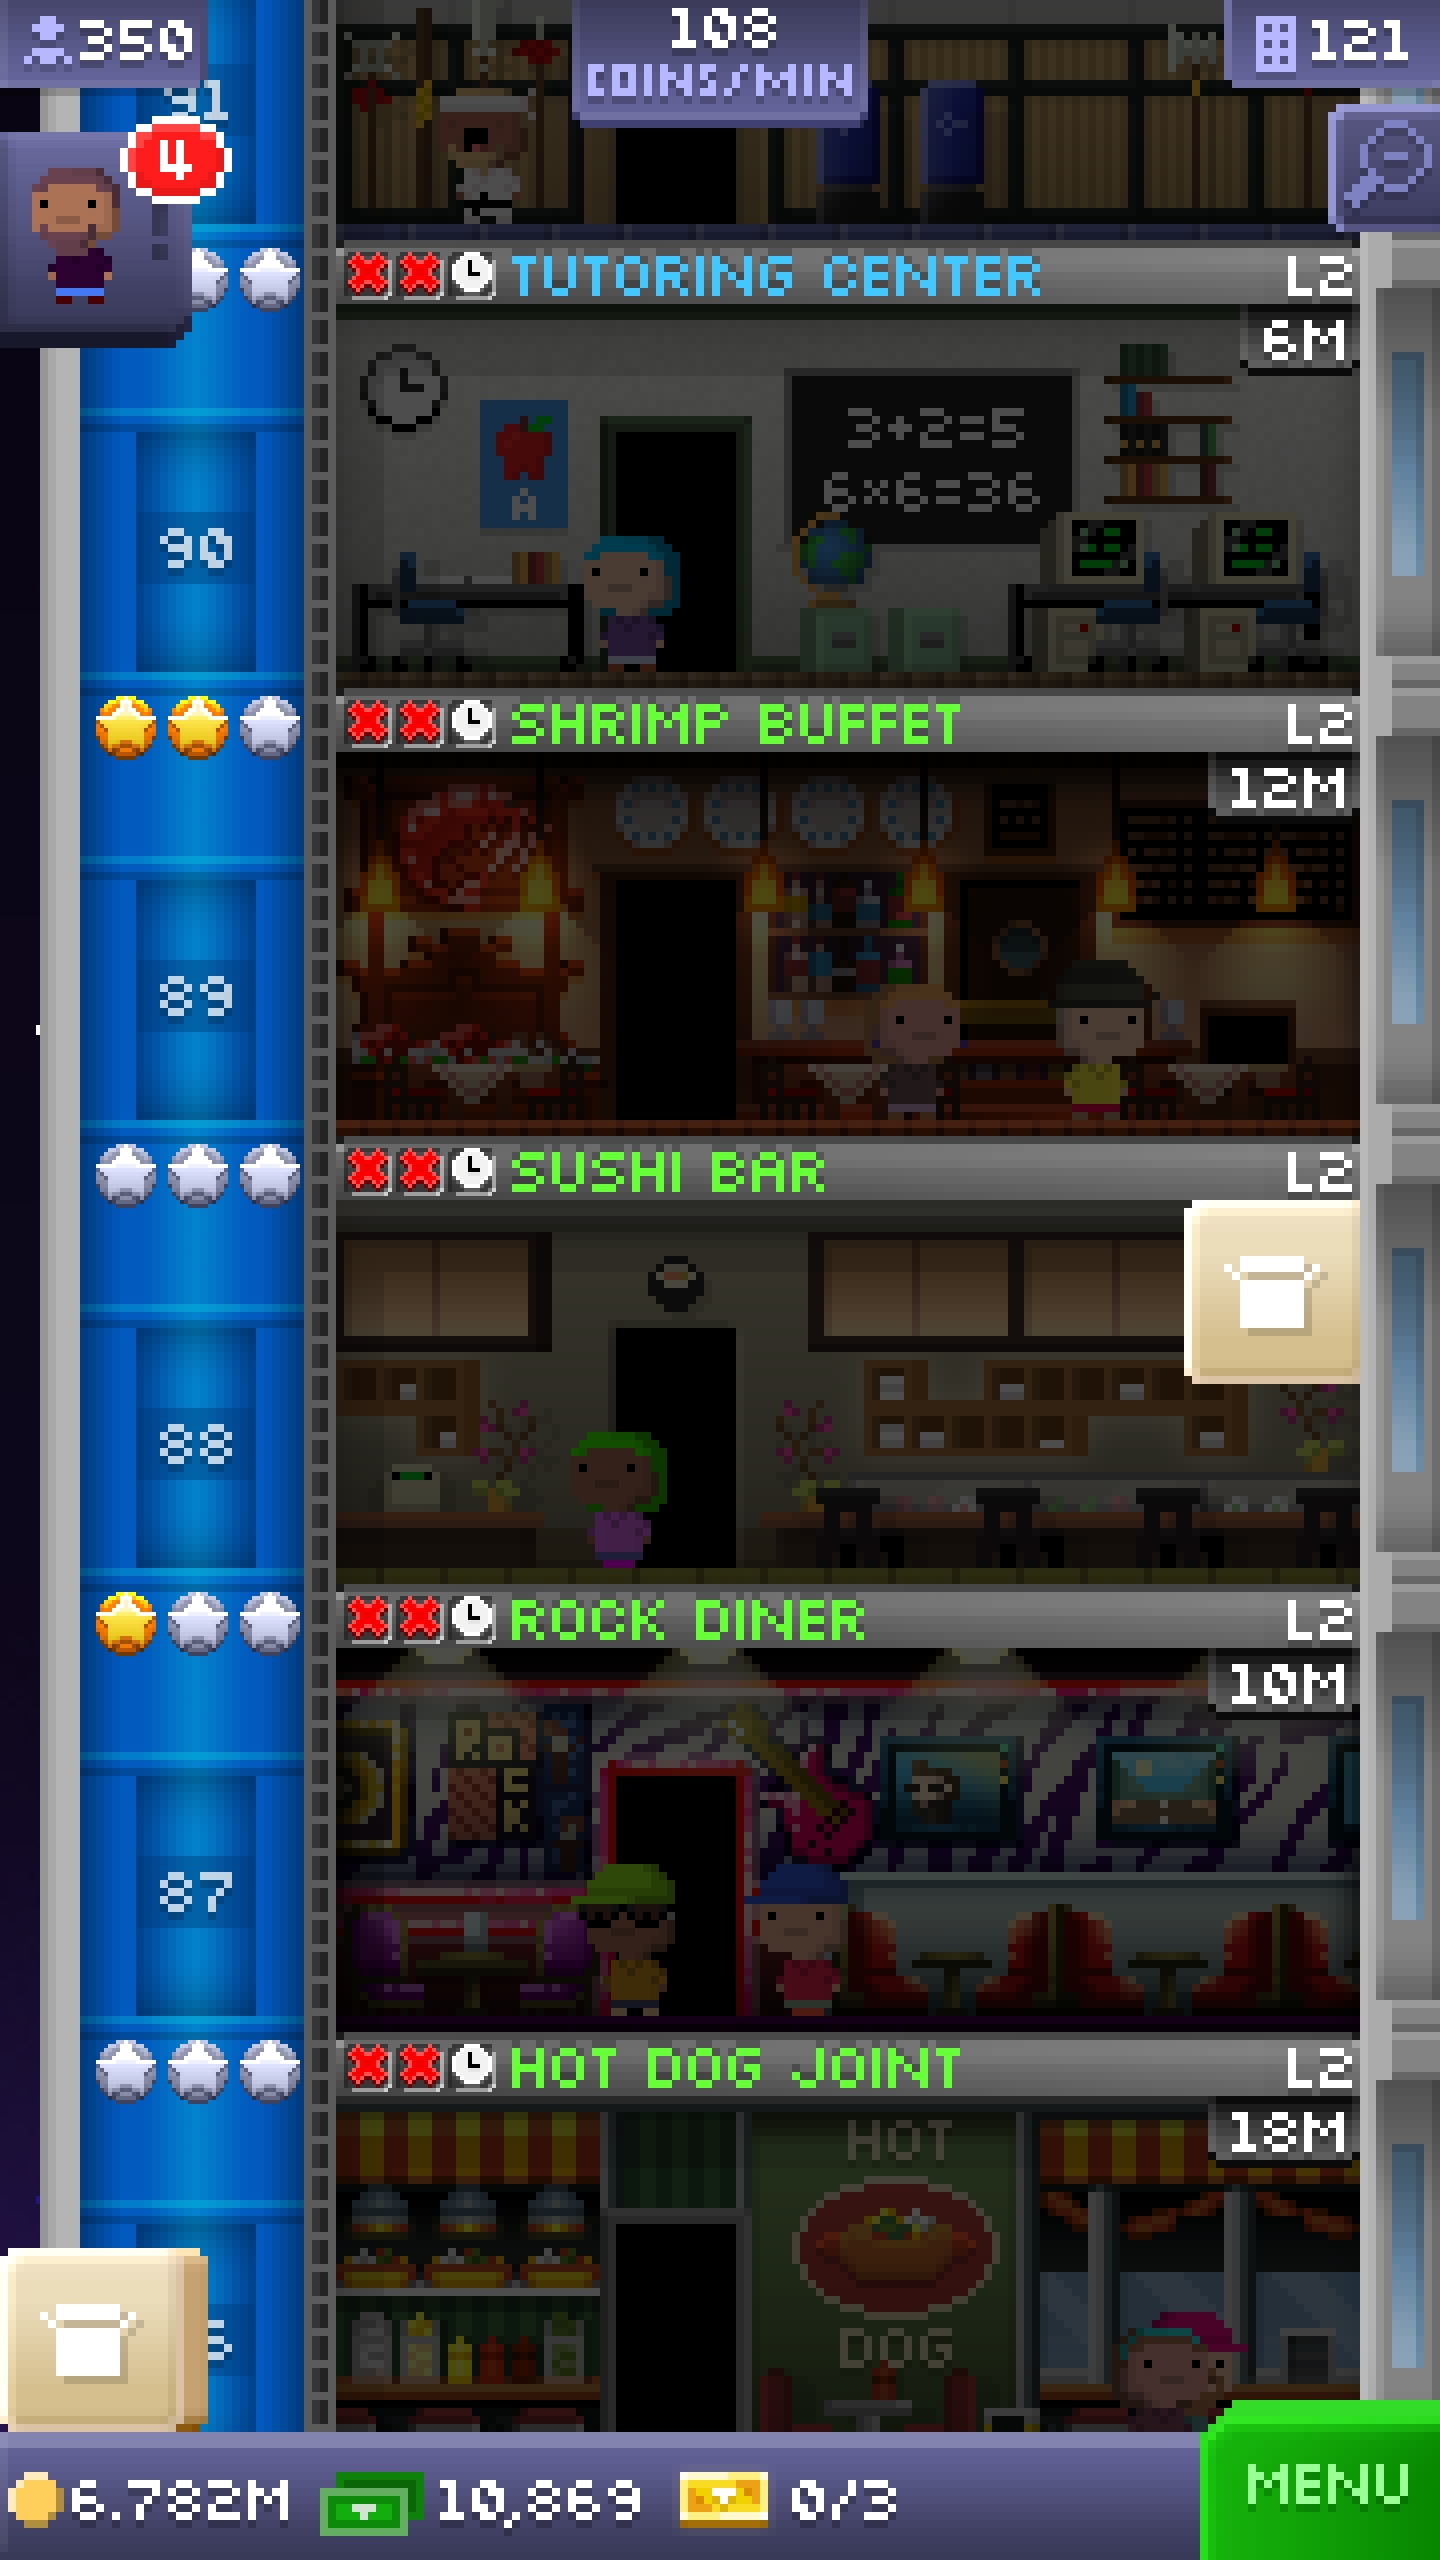 350
108
COINS/MIN
121
91
4
TUTORING CENTER
L2
6M
3+2=5
6×6=36
A
90
SHRIMP BUFFET
L2
12M
89
SUSHI BAR
L2
88
ROCK DINER
L2
10M
ROCK
87
HOT DOG JOINT
L2
18M
HOT
DOG
6.782M
10,869
0/3
MENU